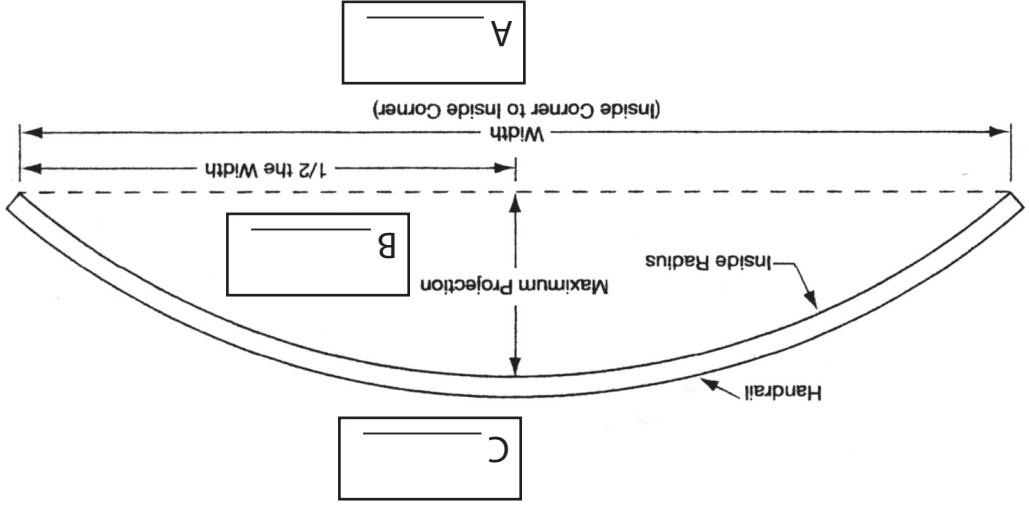 C
Handrail
Maximum Projection
Inside Radius
B
1/2 the Width
Width
(Inside Corner to Inside Corner)
A